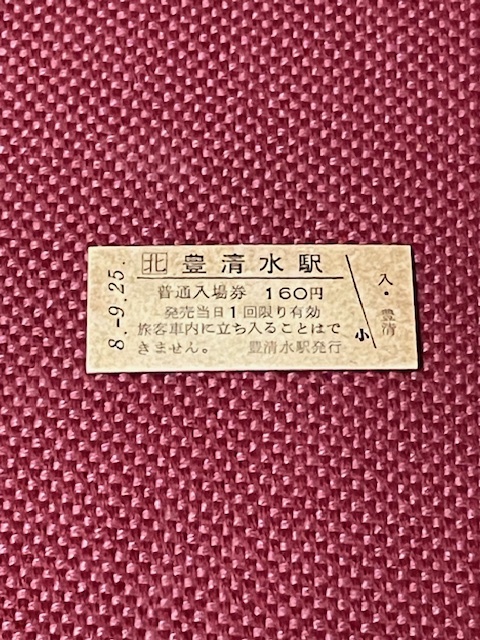 8.-9.25.
北 豊清水駅
普通入場券 160円
発売当日1回限り有効
旅客車内に立ち入ることはで
きません。 豊清水駅発行
小
入・豊清